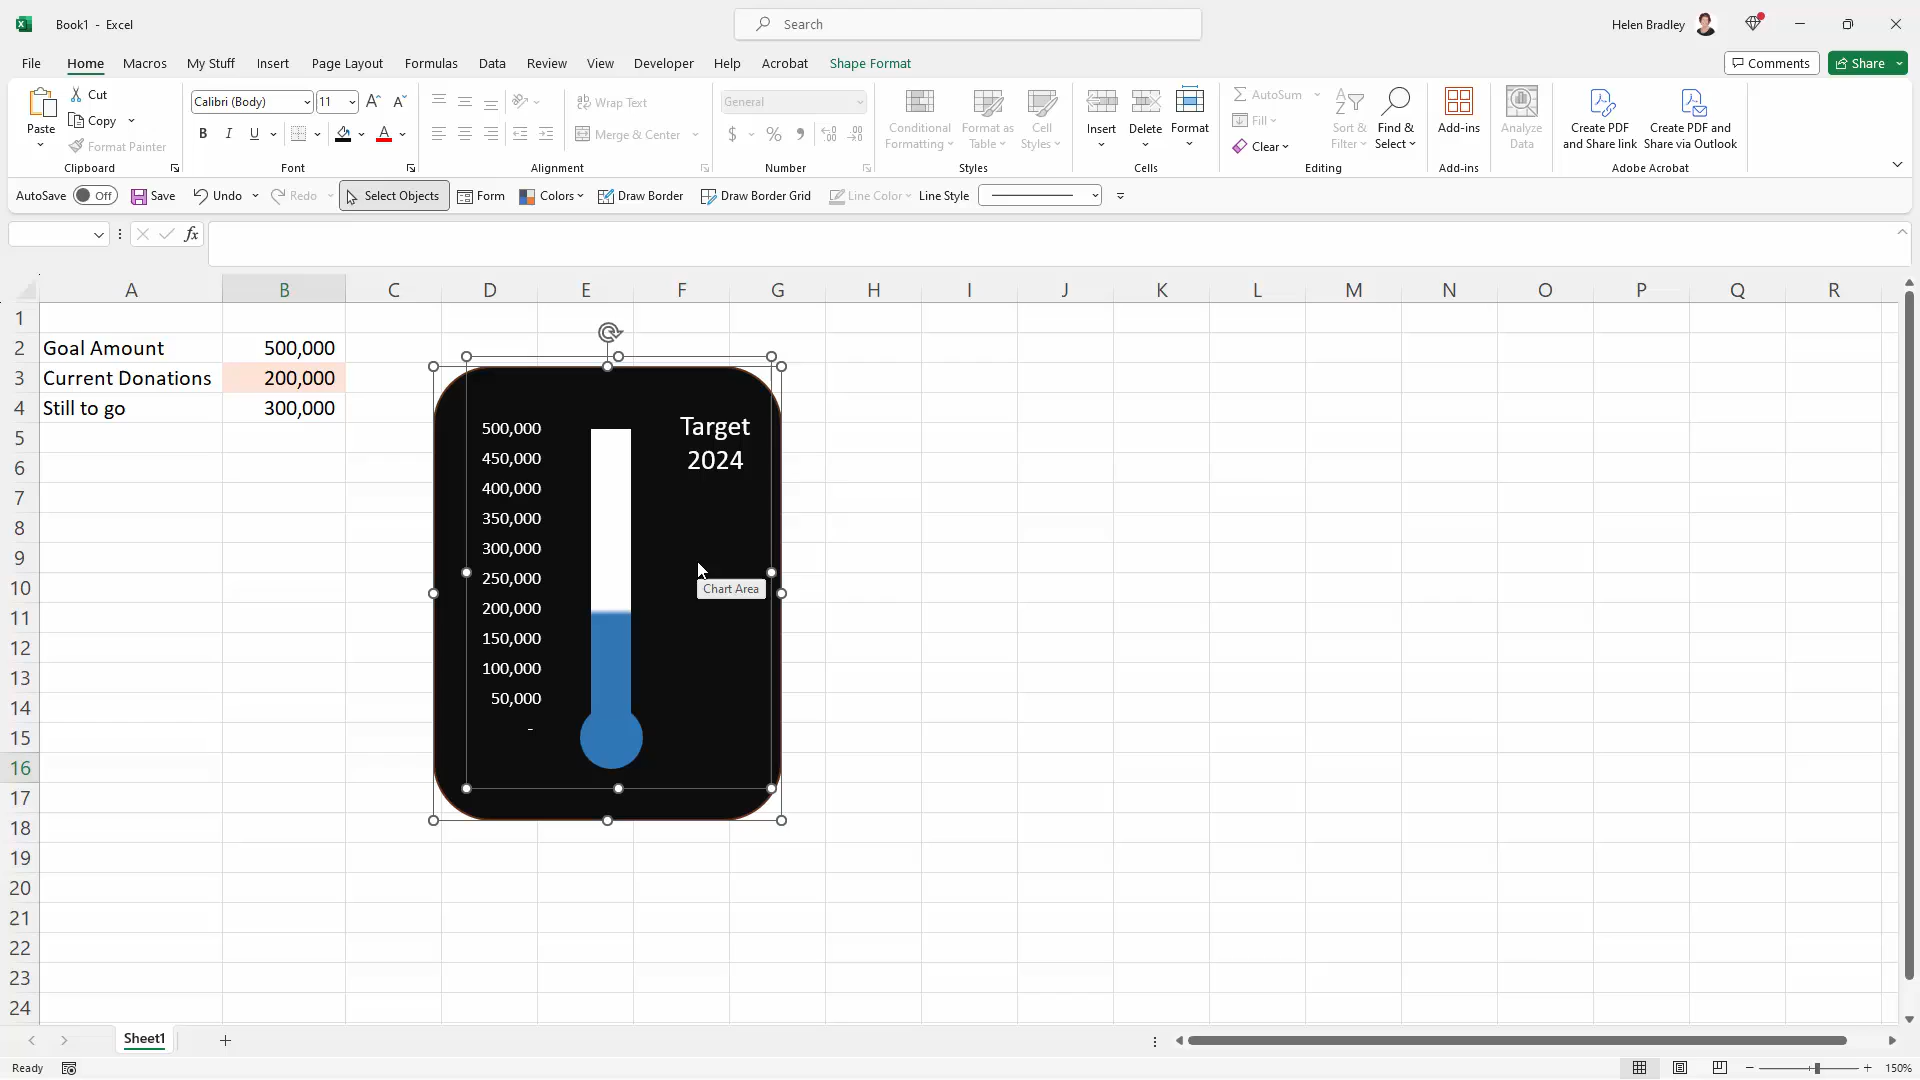 Book1 - Excel
Search
Helen Bradley
File Home Macros My Stuff Insert Page Layout Formulas Data Review View Developer Help Acrobat Shape Format
Comments Share
Paste
Cut
Copy
Format Painter
Clipboard
Calibri (Body) 11
B I U
Font
Wrap Text
Merge & Center
Alignment
General
$ % ,
Number
Conditional Formatting
Format as Table
Cell Styles
Styles
Insert Delete Format
Cells
AutoSum
Fill
Clear
Sort & Filter
Find & Select
Editing
Add-ins
Add-ins
Analyze Data
Create PDF and Share link
Create PDF and Share via Outlook
Adobe Acrobat
AutoSave Off Save Undo Redo Select Objects Form Colors Draw Border Draw Border Grid Line Color Line Style
fx
A B C D E F G H I J K L M N O P Q R
1
2 Goal Amount 500,000
3 Current Donations 200,000
4 Still to go 300,000
5
6
7
8
9
10
11
12
13
14
15
16
17
18
19
20
21
22
23
24
Target
2024
500,000
450,000
400,000
350,000
300,000
250,000
200,000
150,000
100,000
50,000
-
Chart Area
Sheet1
Ready
150%